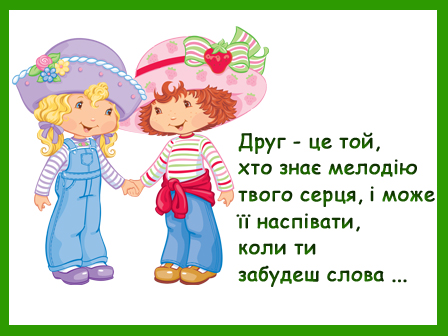 Друг - це той,
хто знає мелодію
твого серця, і може
її наспівати,
коли ти
забудеш слова ...